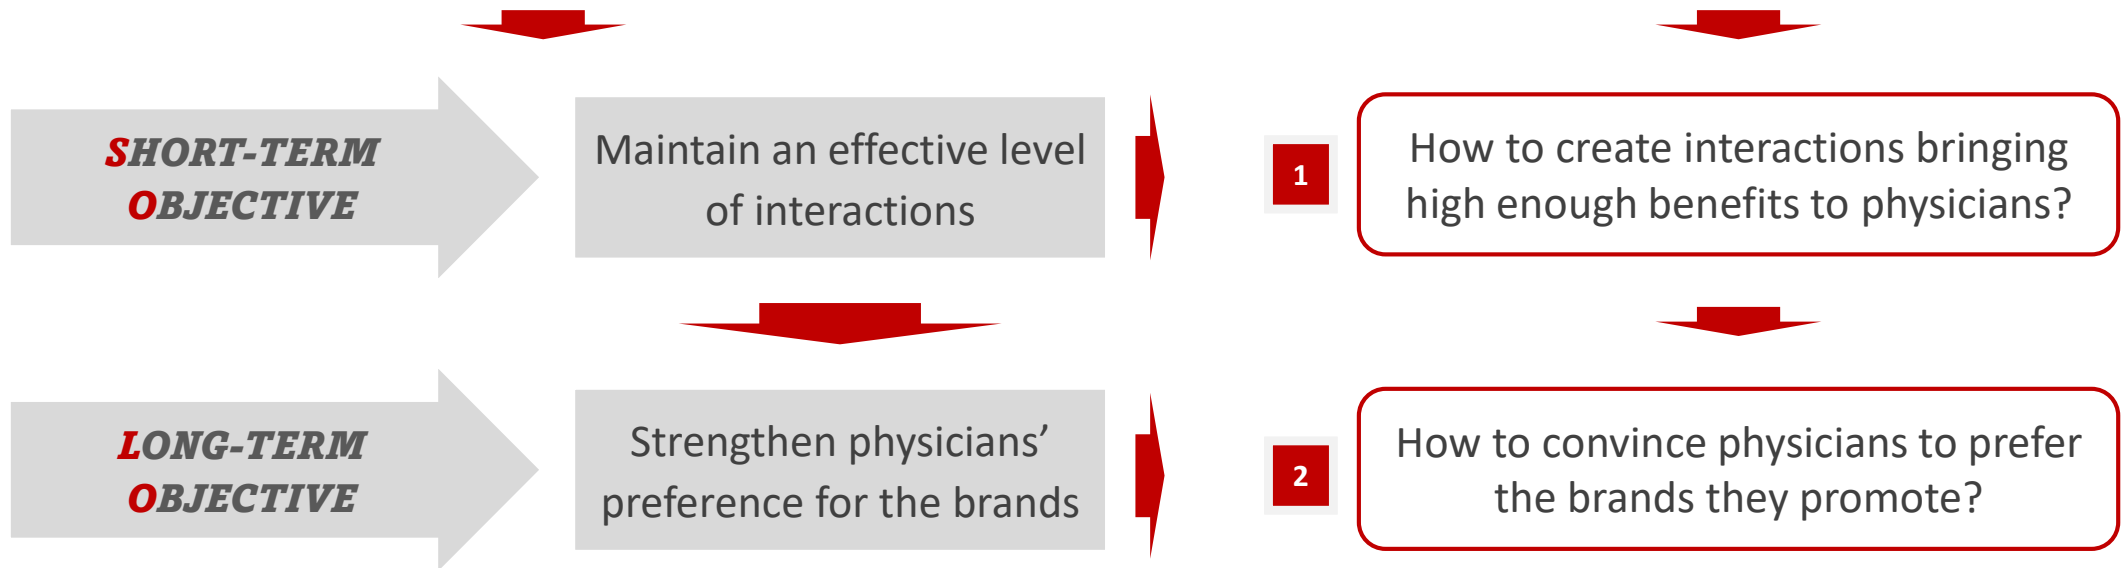 SHORT-TERM
OBJECTIVE
Maintain an effective level
of interactions
1
How to create interactions bringing
high enough benefits to physicians?
LONG-TERM
OBJECTIVE
Strengthen physicians’
preference for the brands
2
How to convince physicians to prefer
the brands they promote?